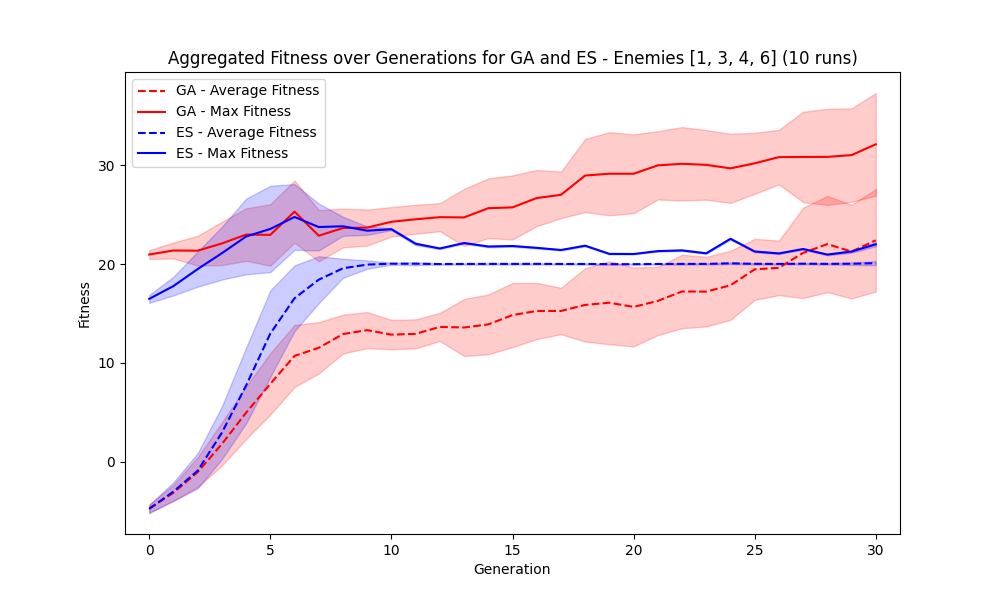 Aggregated Fitness over Generations for GA and ES - Enemies [1, 3, 4, 6] (10 runs)
GA - Average Fitness
GA - Max Fitness
ES - Average Fitness
ES - Max Fitness
Fitness
30
20
10
0
0 5 10 15 20 25 30
Generation